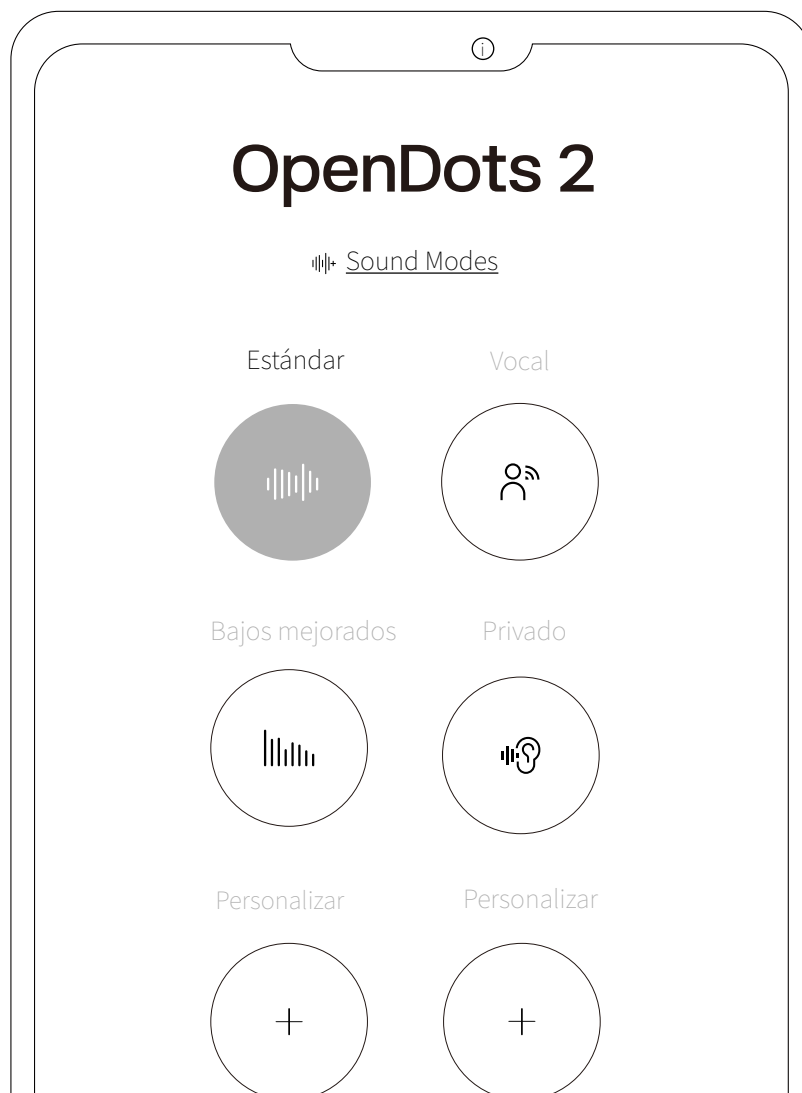 OpenDots 2
Sound Modes
Estándar
Vocal
Bajos mejorados
Privado
Personalizar
Personalizar